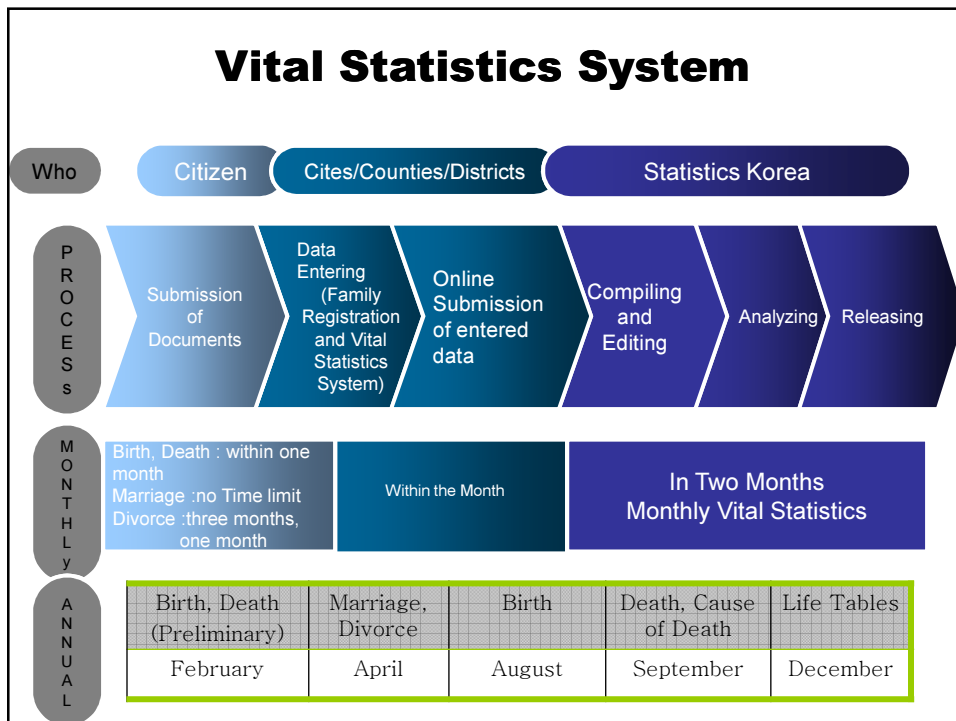 Vital Statistics System
Who
Citizen
Cites/Counties/Districts
Statistics Korea
PROCESs
Submission
of
Documents
Data
Entering
(Family
Registration
and Vital
Statistics
System)
Online
Submission
of entered
data
Compiling
and
Editing
Analyzing
Releasing
MONTHLy
Birth, Death : within one
month
Marriage :no Time limit
Divorce :three months,
one month
Within the Month
In Two Months
Monthly Vital Statistics
ANNUAL
Birth, Death
(Preliminary)
Marriage,
Divorce
Birth
Death, Cause
of Death
Life Tables
February
April
August
September
December